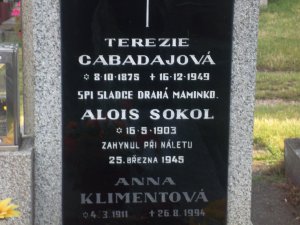 TEREZIE
CABADAJOVÁ
✩ 8·10·1875 ✝ 16·12·1949
SPI SLADCE DRAHÁ MAMINKO.
ALOIS SOKOL
✩ 16·5·1903
ZAHYNUL PŘI NÁLETU
25. BŘEZNA 1945
ANNA
KLIMENTOVÁ
✩ 4.3.1911 ✝ 26.8.1994